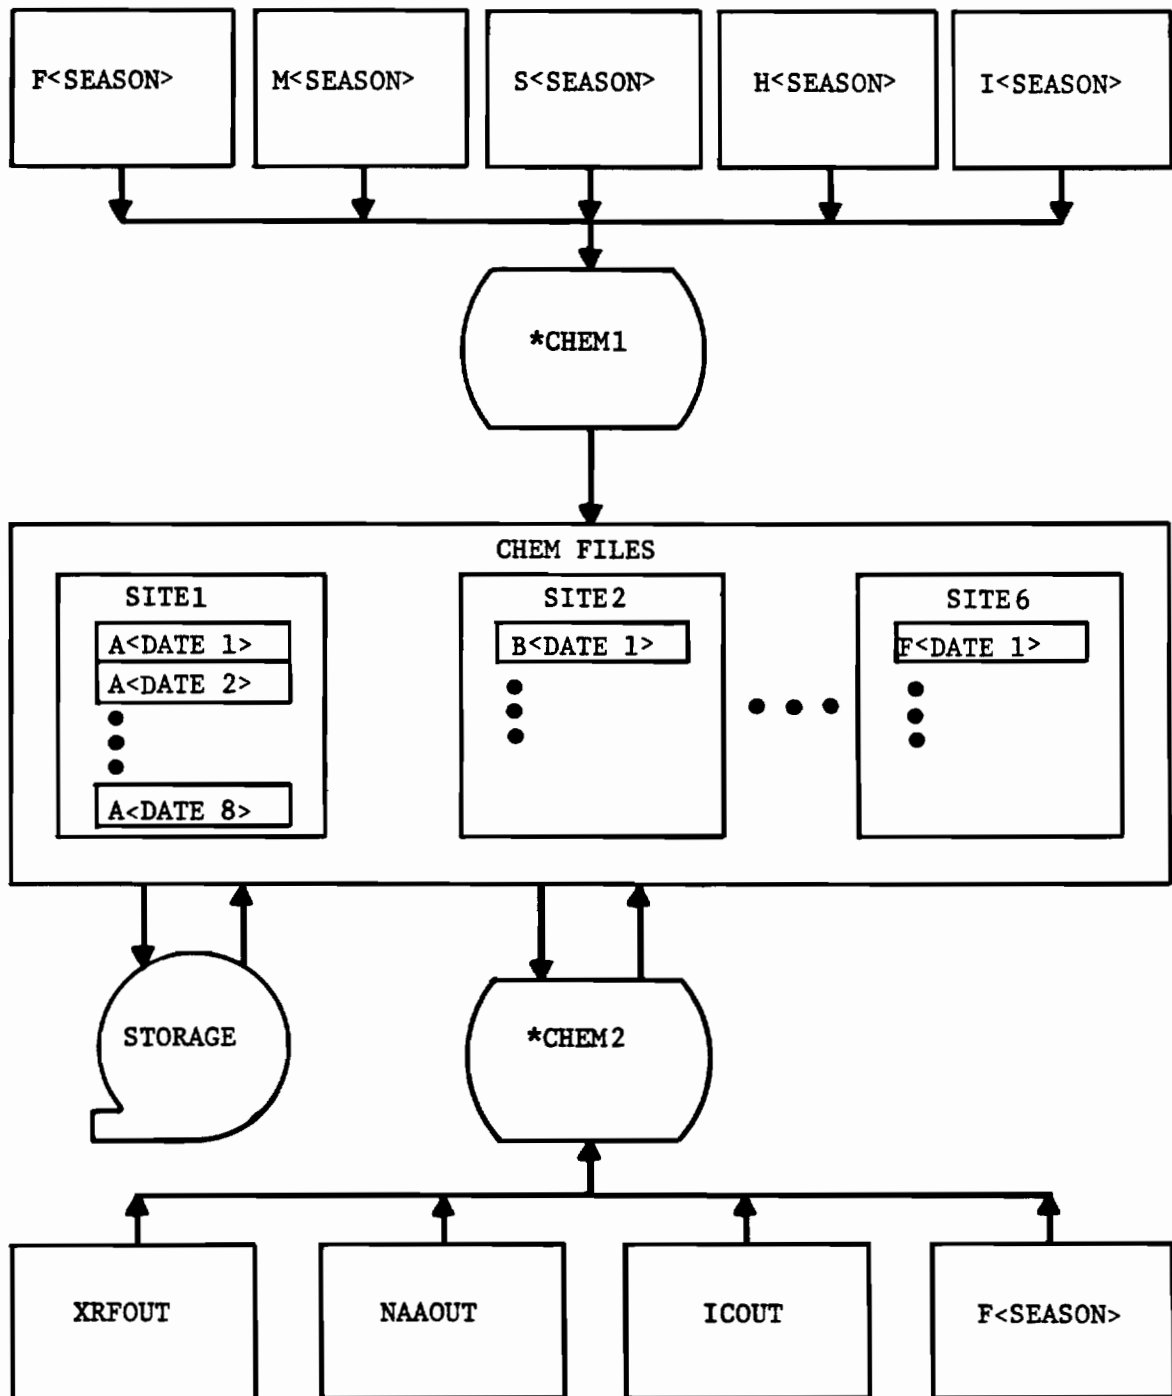 F<SEASON>
M<SEASON>
S<SEASON>
H<SEASON>
I<SEASON>
*CHEM1
CHEM FILES
SITE1
A<DATE 1>
A<DATE 2>
A<DATE 8>
SITE2
B<DATE 1>
SITE6
F<DATE 1>
STORAGE
*CHEM2
XRFOUT
NAAOUT
ICOUT
F<SEASON>